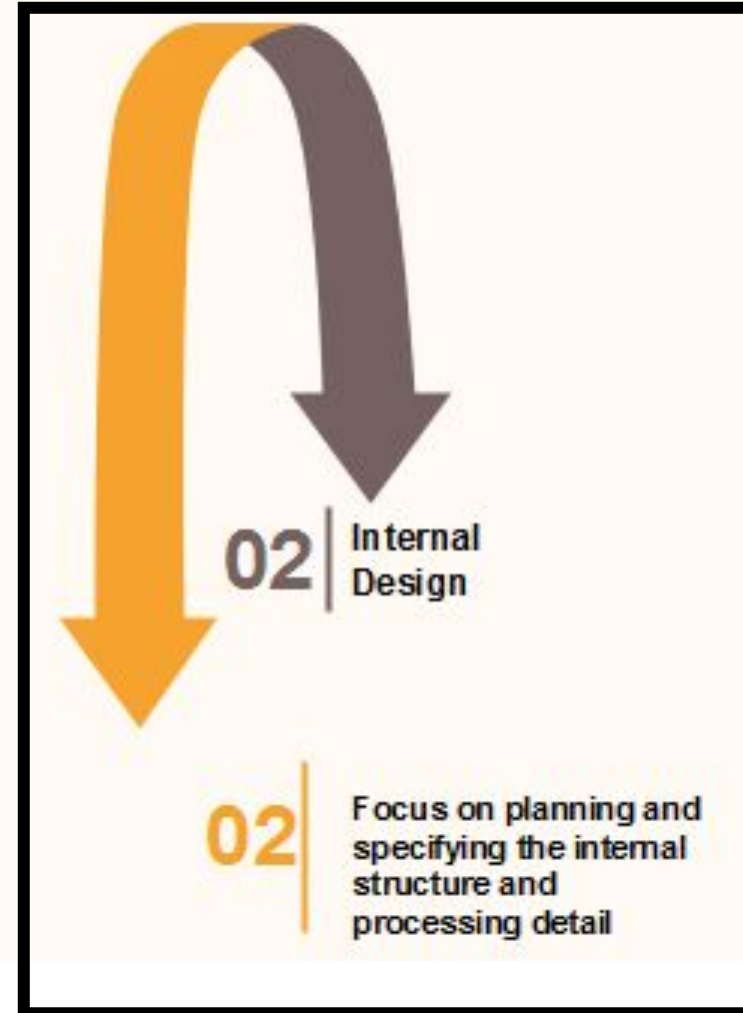 02
Internal
Design
02
Focus on planning and
specifying the internal
structure and
processing detail